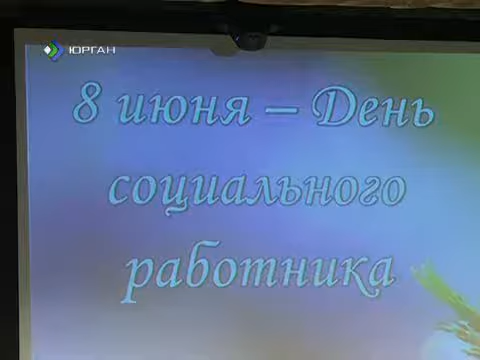 ЮРГАН
8 июня – День
социального
работника